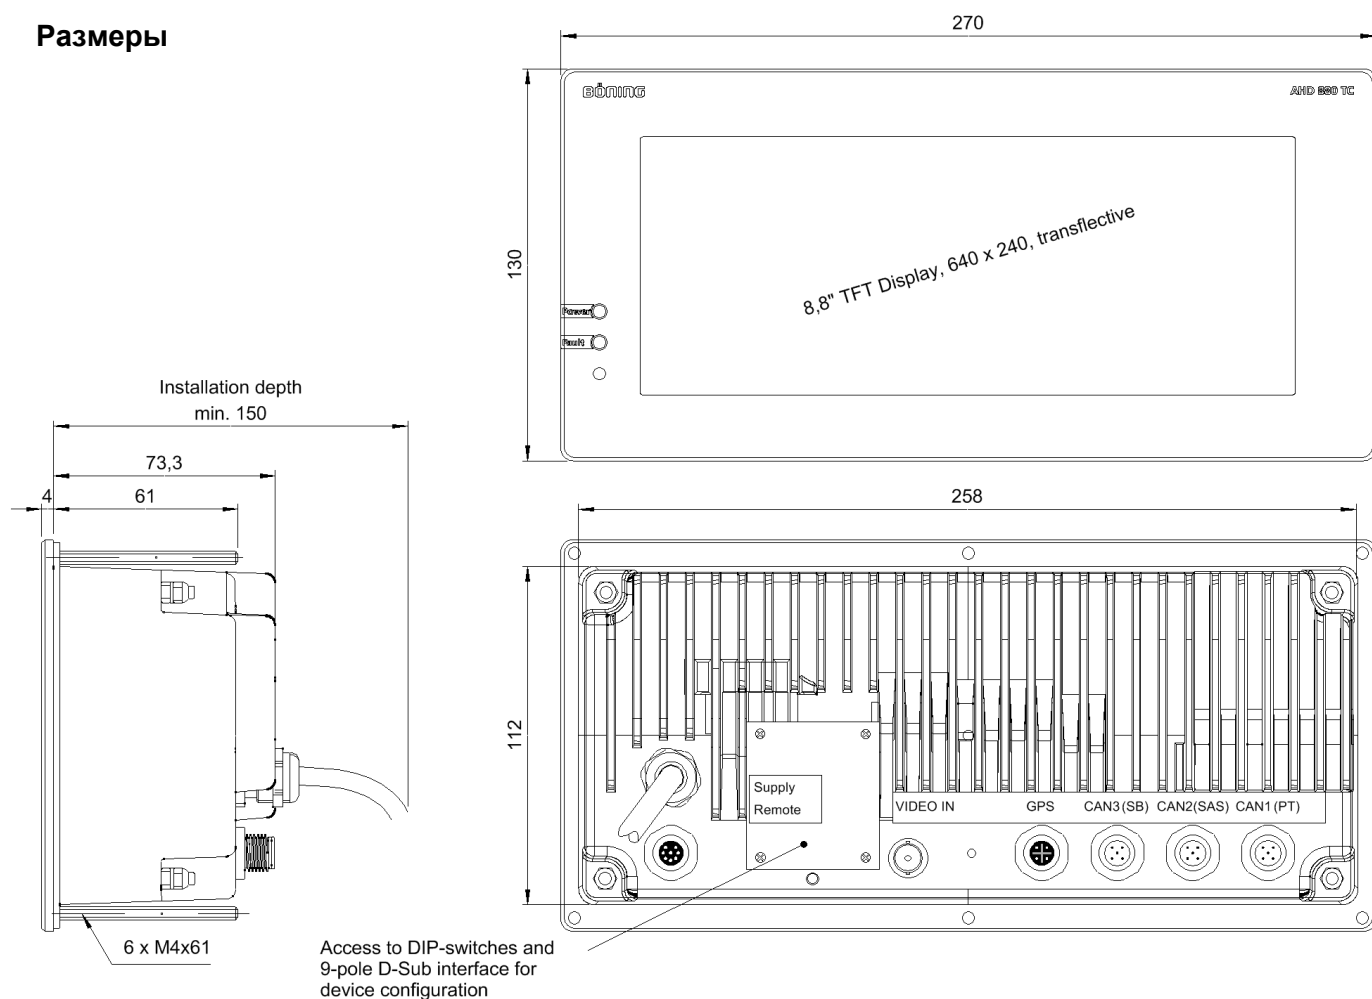 Размеры
270
BÖNING
AHD 880 TC
8,8" TFT Display, 640 x 240, transflective
130
Power
Fault
Installation depth
min. 150
73,3
4
61
258
112
Supply
Remote
VIDEO IN
GPS
CAN3 (SB)
CAN2(SAS)
CAN1 (PT)
6 x M4x61
Access to DIP-switches and
9-pole D-Sub interface for
device configuration